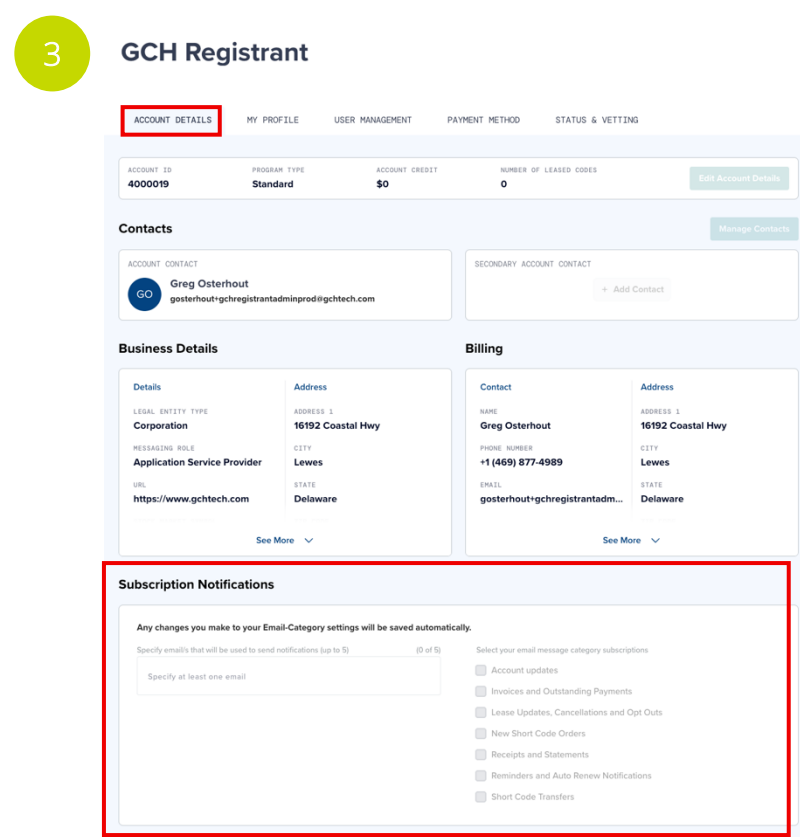 3
GCH Registrant
ACCOUNT DETAILS
MY PROFILE
USER MANAGEMENT
PAYMENT METHOD
STATUS & VETTING
ACCOUNT ID
4000019
PROGRAM TYPE
Standard
ACCOUNT CREDIT
$0
NUMBER OF LEASED CODES
0
Edit Account Details
Contacts
Manage Contacts
ACCOUNT CONTACT
GO
Greg Osterhout
gosterhout+gchregistrantadminprod@gchtech.com
SECONDARY ACCOUNT CONTACT
+ Add Contact
Business Details
Details
LEGAL ENTITY TYPE
Corporation
MESSAGING ROLE
Application Service Provider
URL
https://www.gchtech.com
Address
ADDRESS 1
16192 Coastal Hwy
CITY
Lewes
STATE
Delaware
See More
Billing
Contact
NAME
Greg Osterhout
PHONE NUMBER
+1 (469) 877-4989
EMAIL
gosterhout+gchregistrantadm...
Address
ADDRESS 1
16192 Coastal Hwy
CITY
Lewes
STATE
Delaware
See More
Subscription Notifications
Any changes you make to your Email-Category settings will be saved automatically.
Specify email/s that will be used to send notifications (up to 5)
(0 of 5)
Specify at least one email
Select your email message category subscriptions
Account updates
Invoices and Outstanding Payments
Lease Updates, Cancellations and Opt Outs
New Short Code Orders
Receipts and Statements
Reminders and Auto Renew Notifications
Short Code Transfers